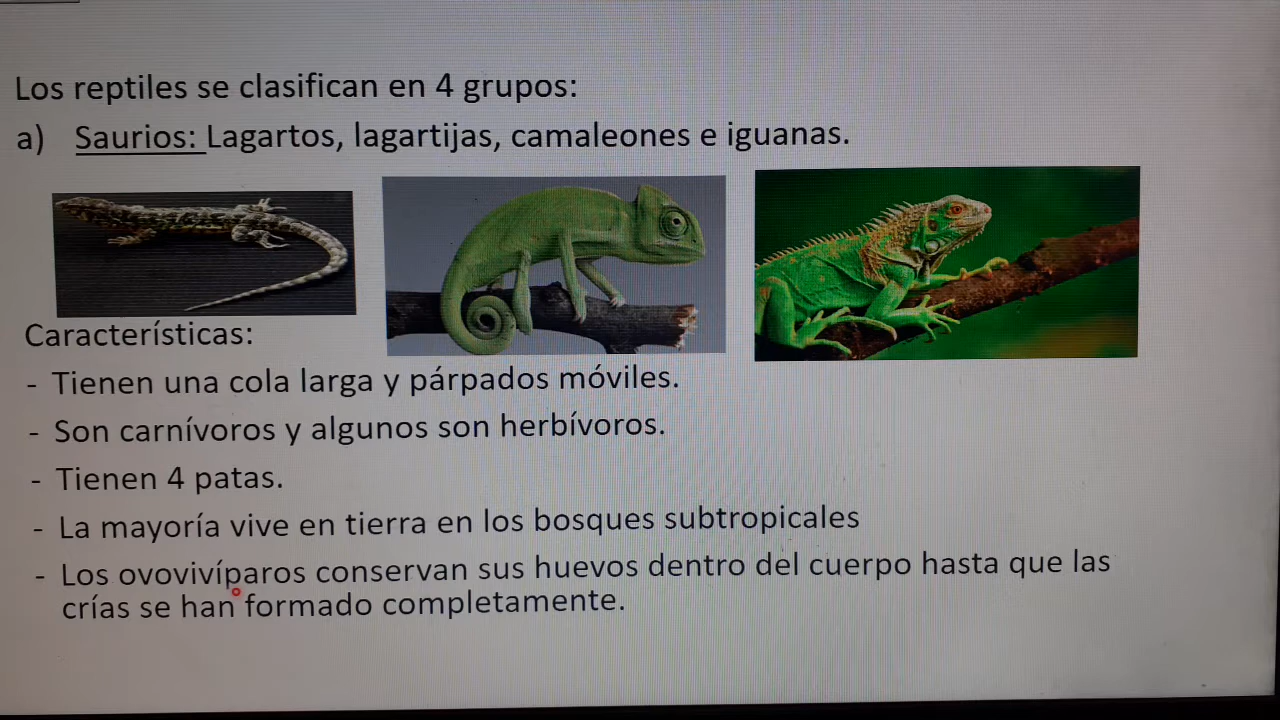 Los reptiles se clasifican en 4 grupos:
a) Saurios: Lagartos, lagartijas, camaleones e iguanas.
Características:
- Tienen una cola larga y párpados móviles.
- Son carnívoros y algunos son herbívoros.
- Tienen 4 patas.
- La mayoría vive en tierra en los bosques subtropicales
- Los ovovivíparos conservan sus huevos dentro del cuerpo hasta que las
crías se han formado completamente.